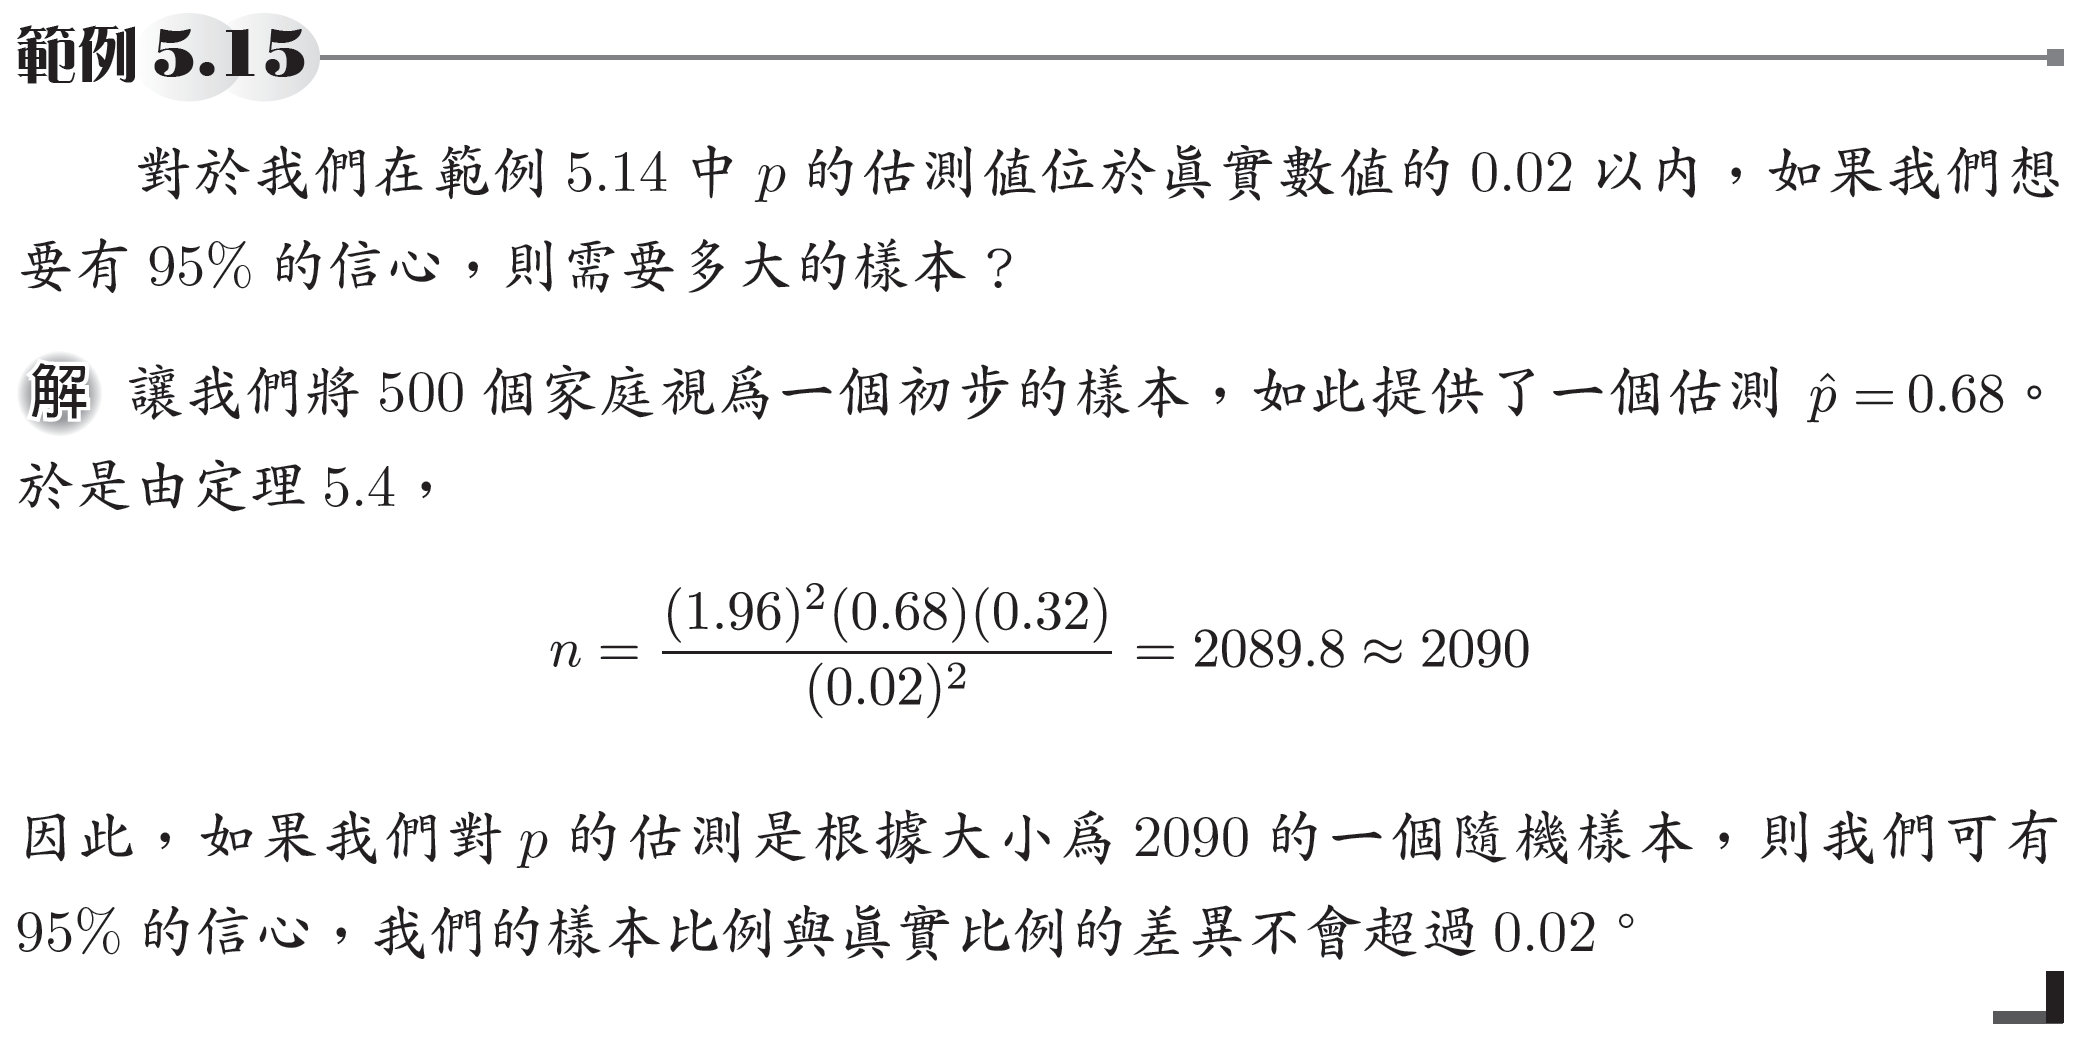 範例 5.15
對於我們在範例 5.14 中 p 的估測值位於眞實數值的 0.02 以內，如果我們想
要有 95% 的信心，則需要多大的樣本？
解 讓我們將 500 個家庭視爲一個初步的樣本，如此提供了一個估測 p̂ = 0.68。
於是由定理 5.4，
n = (1.96)²(0.68)(0.32) / (0.02)² = 2089.8 ≈ 2090
因此，如果我們對 p 的估測是根據大小爲 2090 的一個隨機樣本，則我們可有
95% 的信心，我們的樣本比例與眞實比例的差異不會超過 0.02。